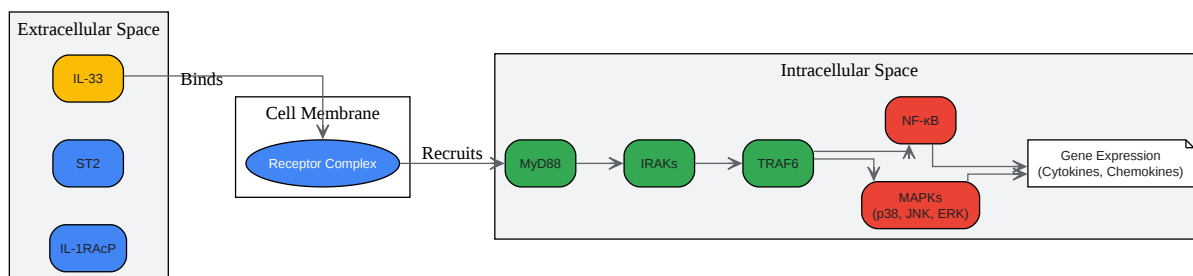 Extracellular Space
IL-33
ST2
IL-1RAcP
Binds
Cell Membrane
Receptor Complex
Recruits
Intracellular Space
MyD88
IRAKs
TRAF6
NF-κB
MAPKs
(p38, JNK, ERK)
Gene Expression
(Cytokines, Chemokines)